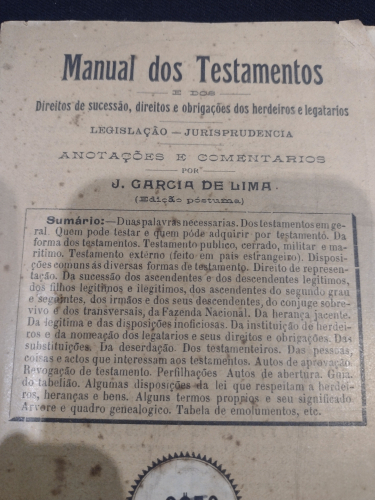 Manual dos Testamentos
E DOS
Direitos de sucessão, direitos e obrigações dos herdeiros e legatarios
LEGISLAÇÃO — JURISPRUDENCIA
ANOTAÇÕES E COMENTARIOS
POR
J. GARCIA DE LIMA
(Edição póstuma)
Sumário:—Duas palavras necessarias. Dos testamentos em ge-
ral. Quem pode testar e quem póde adquirir por testamento. Da
forma dos testamentos. Testamento publico, cerrado, militar e ma-
ritimo. Testamento externo (feito em país estrangeiro). Disposi-
ções comuns ás diversas formas de testamento. Direito de represen-
tação. Da sucessão dos ascendentes e dos descendentes legítimos,
dos filhos legitimos e ilegitimos, dos ascendentes do segundo grau
e seguintes, dos irmãos e dos seus descendentes, do conjuge sobre-
vivo e dos transversais, da Fazenda Nacional. Da herança jacente.
Da legitima e das disposições inoficiosas. Da instituição de herdei-
ros e da nomeação dos legatarios e seus direitos e obrigações. Das
substituições. Da deserdação. Dos testamenteiros. Das pessoas,
coisas e actos que interessam aos testamentos. Autos de aprovação.
Revogação de testamento. Perfilhações Autos de abertura. Guia
do tabelião. Algumas disposições da lei que respeitam a herdei-
ros, heranças e bens. Alguns termos proprios e seu significado
Arvore e quadro genealogico. Tabela de emolumentos, etc.